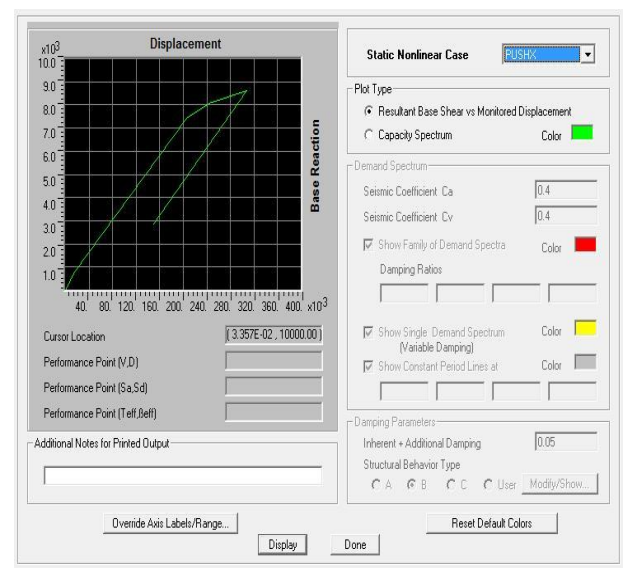 Displacement
x10³
10.0
9.0
8.0
7.0
6.0
5.0
4.0
3.0
2.0
1.0
Base Reaction
40. 80. 120. 160. 200. 240. 280. 320. 360. 400. x10³
Cursor Location (3.357E-02 , 10000.00)
Performance Point (V,D)
Performance Point (Sa,Sd)
Performance Point (Teff,βeff)
Additional Notes for Printed Output
Override Axis Labels/Range...
Static Nonlinear Case PUSHX
Plot Type
Resultant Base Shear vs Monitored Displacement
Capacity Spectrum Color
Demand Spectrum
Seismic Coefficient Ca 0.4
Seismic Coefficient Cv 0.4
Show Family of Demand Spectra Color
Damping Ratios
Show Single Demand Spectrum Color
(Variable Damping)
Show Constant Period Lines at Color
Damping Parameters
Inherent + Additional Damping 0.05
Structural Behavior Type
A B C User Modify/Show...
Reset Default Colors
Display Done